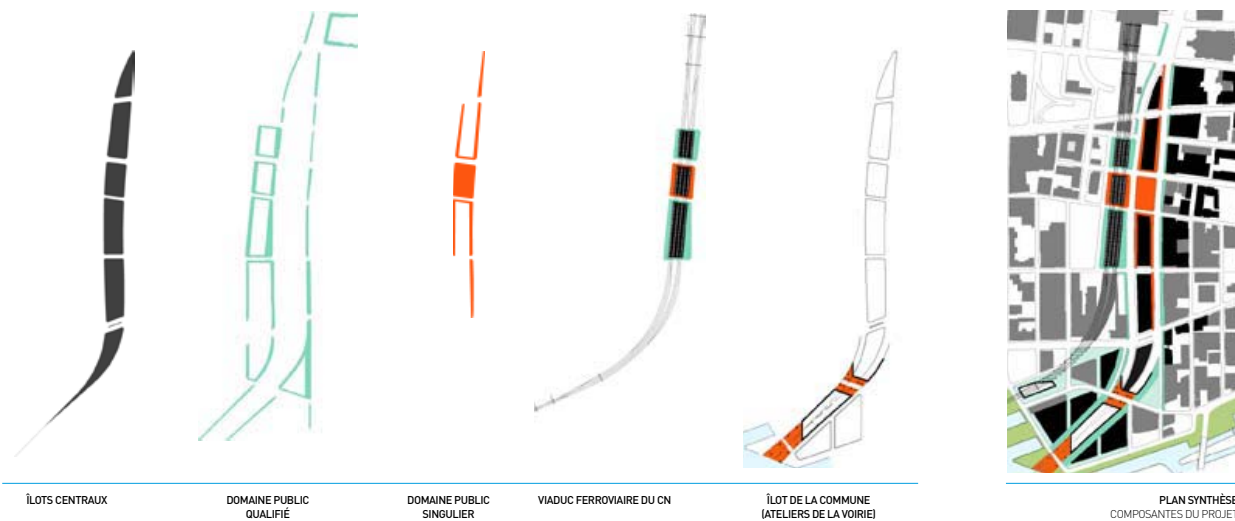 ÎLOTS CENTRAUX
DOMAINE PUBLIC
QUALIFIÉ
DOMAINE PUBLIC
SINGULIER
VIADUC FERROVIAIRE DU CN
ÎLOT DE LA COMMUNE
(ATELIERS DE LA VOIRIE)
PLAN SYNTHÈSE
COMPOSANTES DU PROJET